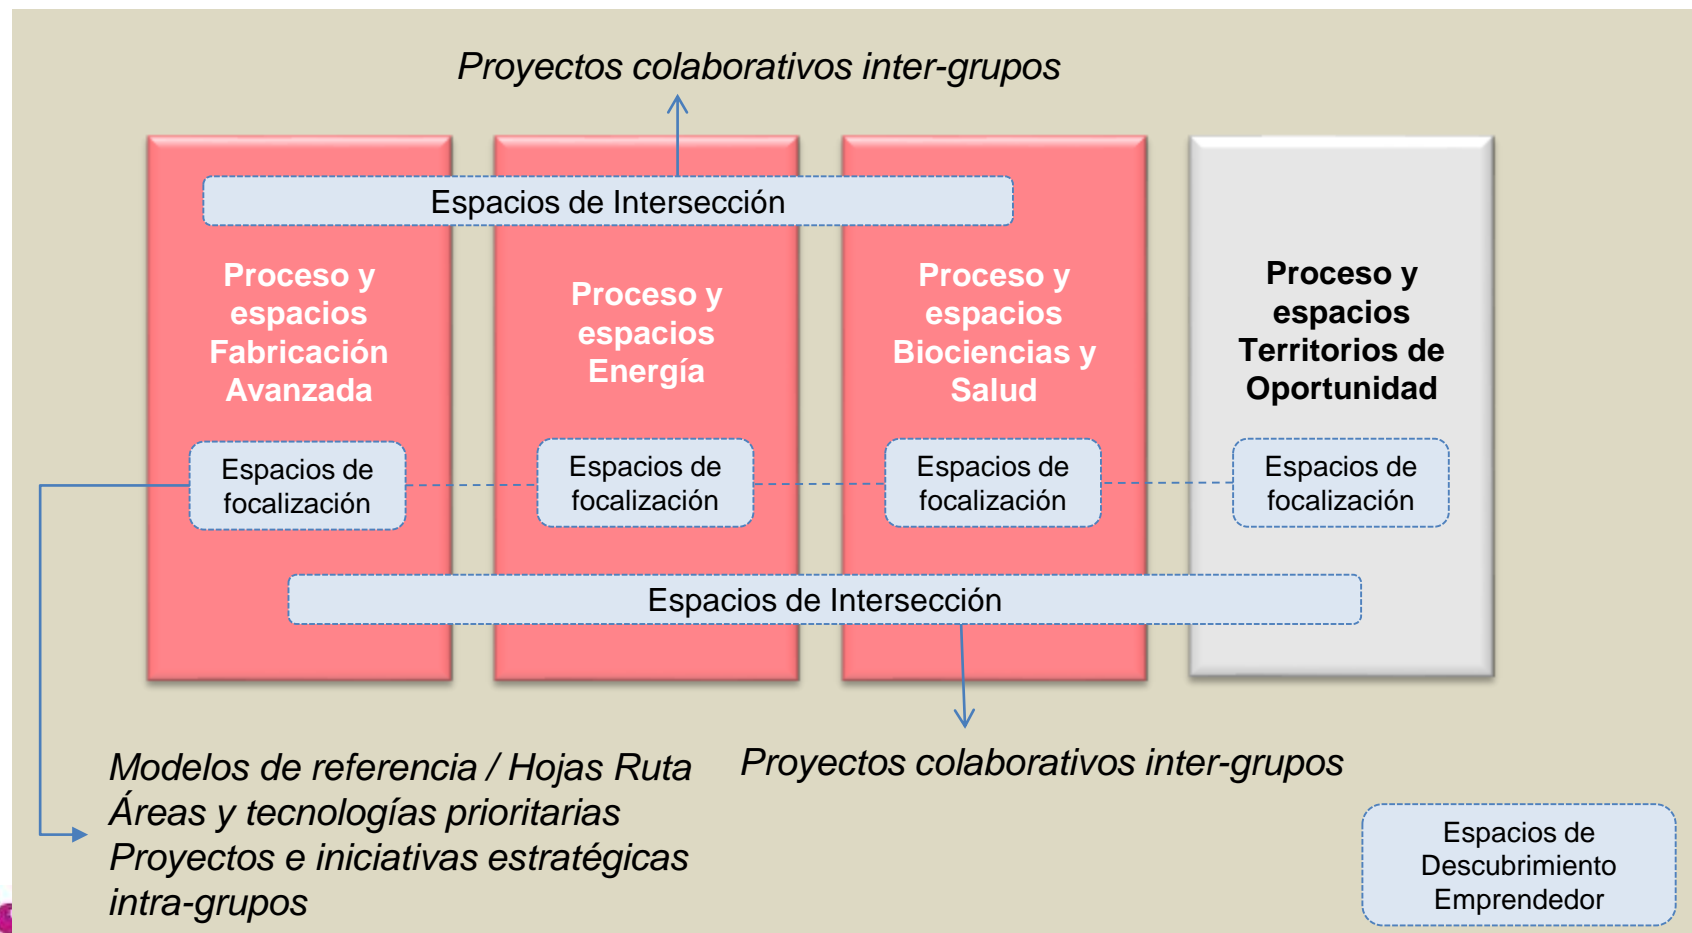 Proyectos colaborativos inter-grupos
Espacios de Intersección
Proceso y
espacios
Fabricación
Avanzada
Proceso y
espacios
Energía
Proceso y
espacios
Biociencias y
Salud
Proceso y
espacios
Territorios de
Oportunidad
Espacios de
focalización
Espacios de
focalización
Espacios de
focalización
Espacios de
focalización
Espacios de Intersección
Modelos de referencia / Hojas Ruta
Áreas y tecnologías prioritarias
Proyectos e iniciativas estratégicas
intra-grupos
Proyectos colaborativos inter-grupos
Espacios de
Descubrimiento
Emprendedor